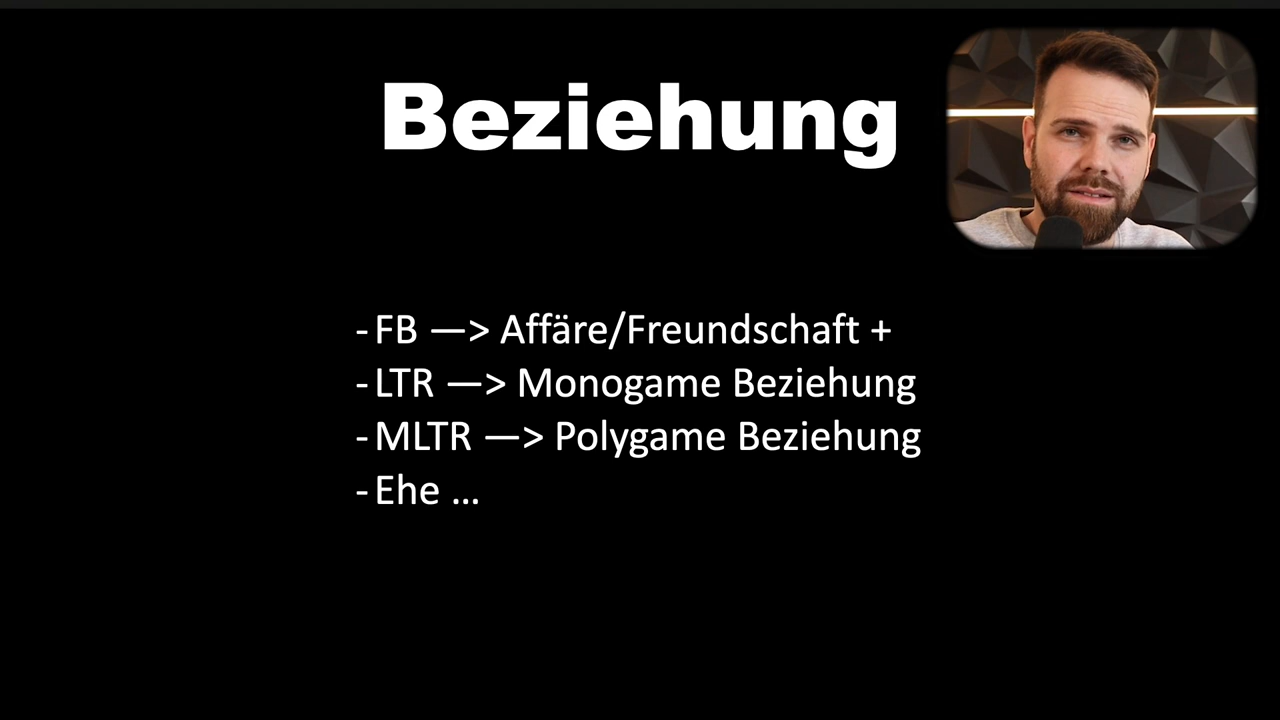 Beziehung
- FB —> Affäre/Freundschaft +
- LTR —> Monogame Beziehung
- MLTR —> Polygame Beziehung
- Ehe ...